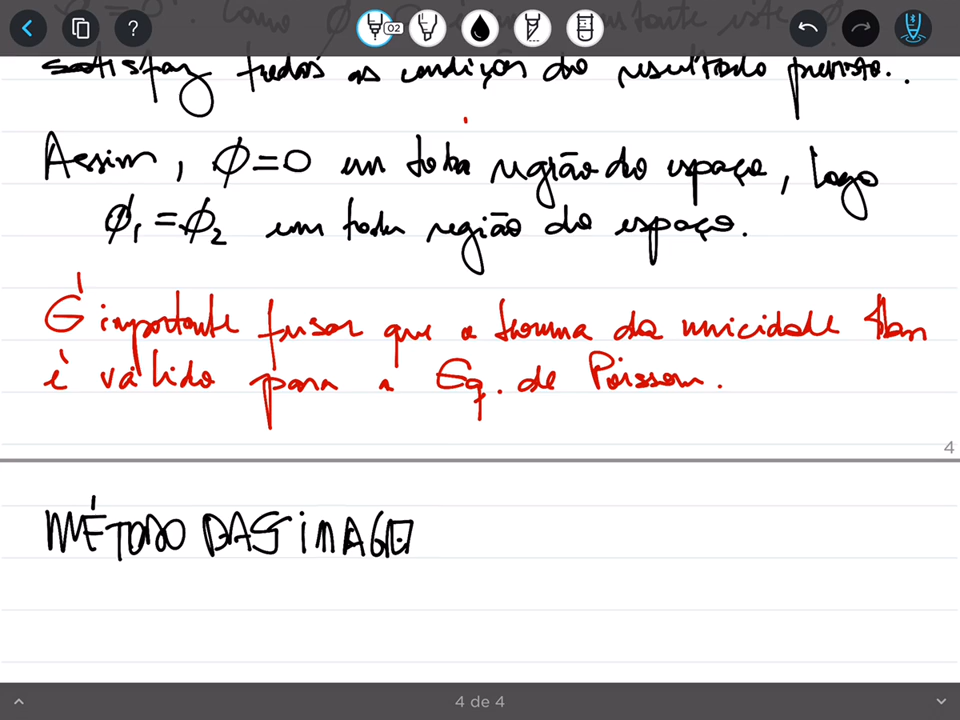 satisfaz todas as condições do resultado previsto..
Assim, ϕ=0 em toda região do espaço, logo
ϕ₁=ϕ₂ em toda região do espaço.
É importante frisar que o teorema da unicidade tbm
é válido para a Eq. de Poisson.
4
MÉTODO DAS IMAGE
4 de 4